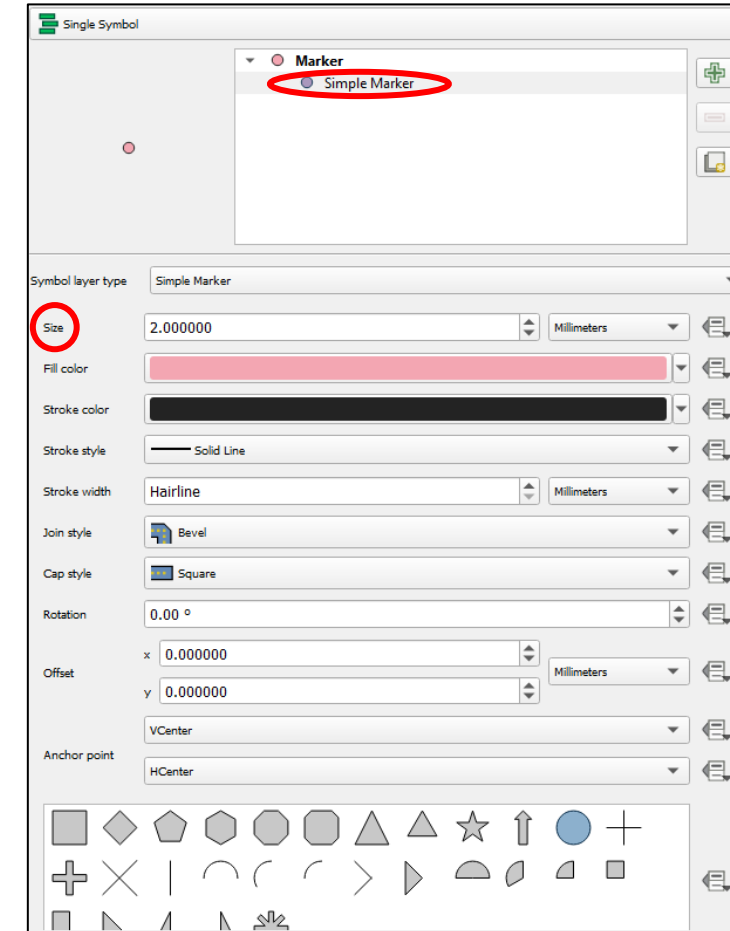 Single Symbol
Marker
Simple Marker
Symbol layer type Simple Marker
Size 2.000000 Millimeters
Fill color
Stroke color
Stroke style Solid Line
Stroke width Hairline Millimeters
Join style Bevel
Cap style Square
Rotation 0.00 °
Offset x 0.000000 Millimeters
y 0.000000
Anchor point VCenter
HCenter